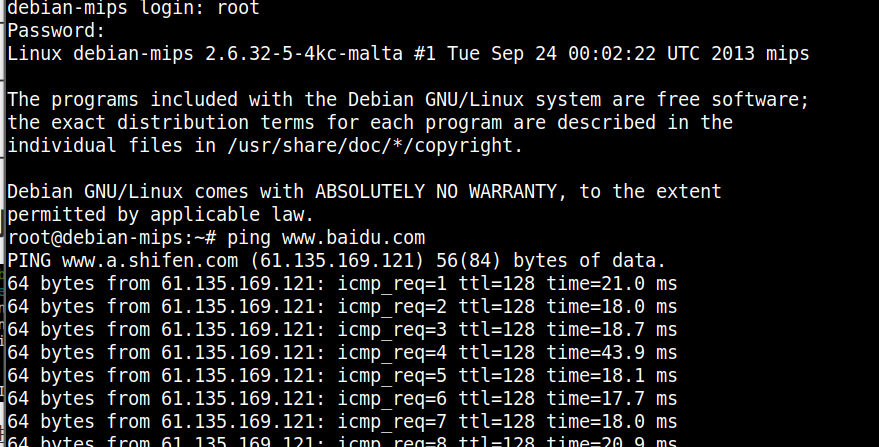 debian-mips login: root
Password:
Linux debian-mips 2.6.32-5-4kc-malta #1 Tue Sep 24 00:02:22 UTC 2013 mips
The programs included with the Debian GNU/Linux system are free software;
the exact distribution terms for each program are described in the
individual files in /usr/share/doc/*/copyright.
Debian GNU/Linux comes with ABSOLUTELY NO WARRANTY, to the extent
permitted by applicable law.
root@debian-mips:~# ping www.baidu.com
PING www.a.shifen.com (61.135.169.121) 56(84) bytes of data.
64 bytes from 61.135.169.121: icmp_req=1 ttl=128 time=21.0 ms
64 bytes from 61.135.169.121: icmp_req=2 ttl=128 time=18.0 ms
64 bytes from 61.135.169.121: icmp_req=3 ttl=128 time=18.7 ms
64 bytes from 61.135.169.121: icmp_req=4 ttl=128 time=43.9 ms
64 bytes from 61.135.169.121: icmp_req=5 ttl=128 time=18.1 ms
64 bytes from 61.135.169.121: icmp_req=6 ttl=128 time=17.7 ms
64 bytes from 61.135.169.121: icmp_req=7 ttl=128 time=18.0 ms
64 bytes from 61.135.169.121: icmp_req=8 ttl=128 time=20.9 ms